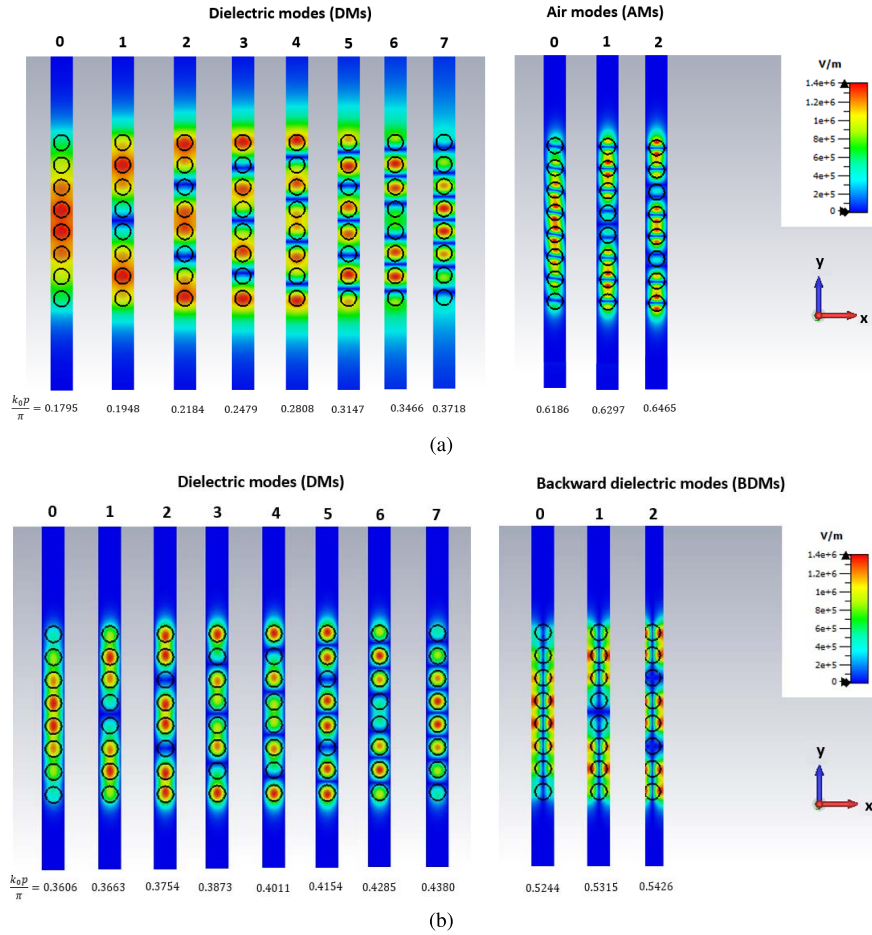 Dielectric modes (DMs) Air modes (AMs)
0 1 2 3 4 5 6 7 0 1 2
V/m
1.4e+6
1.2e+6
1e+6
8e+5
6e+5
4e+5
2e+5
0
y
x
k₀p/π = 0.1795 0.1948 0.2184 0.2479 0.2808 0.3147 0.3466 0.3718 0.6186 0.6297 0.6465
(a)
Dielectric modes (DMs) Backward dielectric modes (BDMs)
0 1 2 3 4 5 6 7 0 1 2
V/m
1.4e+6
1.2e+6
1e+6
8e+5
6e+5
4e+5
2e+5
0
y
x
k₀p/π = 0.3606 0.3663 0.3754 0.3873 0.4011 0.4154 0.4285 0.4380 0.5244 0.5315 0.5426
(b)